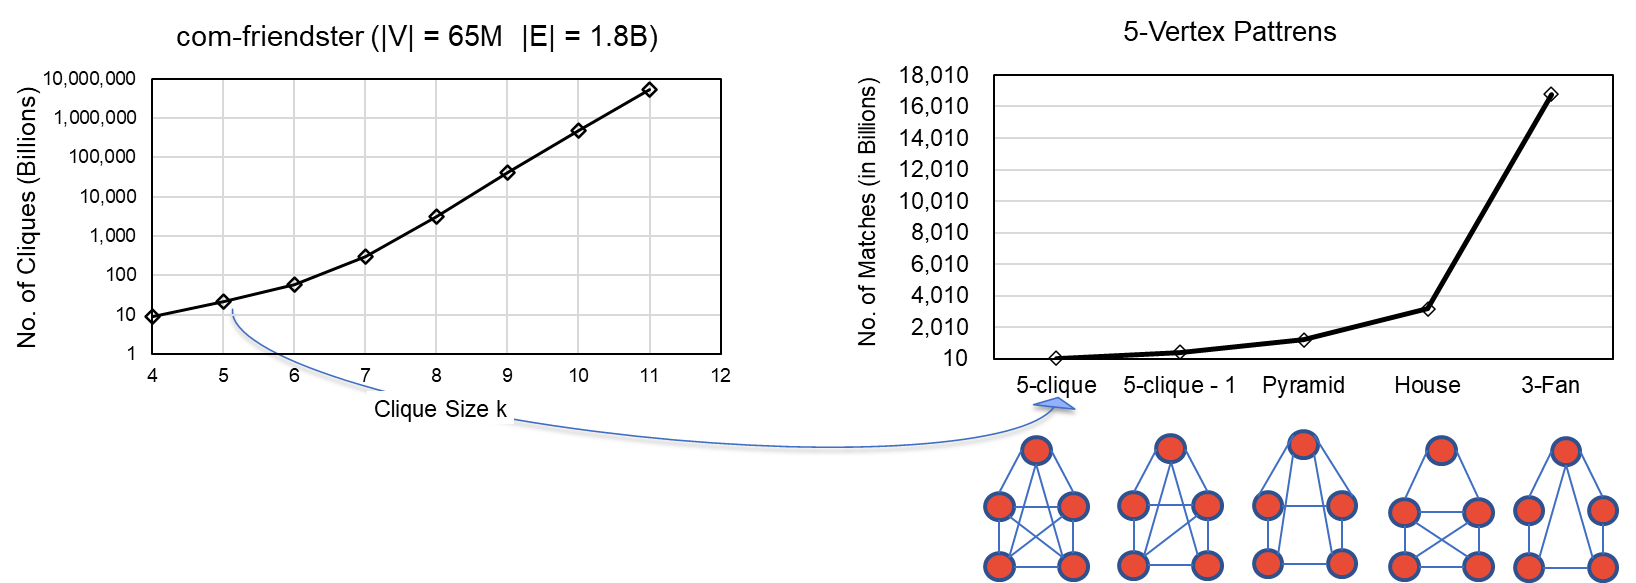 com-friendster (|V| = 65M |E| = 1.8B)
No. of Cliques (Billions)
10,000,000
1,000,000
100,000
10,000
1,000
100
10
1
4 5 6 7 8 9 10 11 12
Clique Size k
5-Vertex Pattrens
No. of Matches (in Billions)
18,010
16,010
14,010
12,010
10,010
8,010
6,010
4,010
2,010
10
5-clique 5-clique - 1 Pyramid House 3-Fan